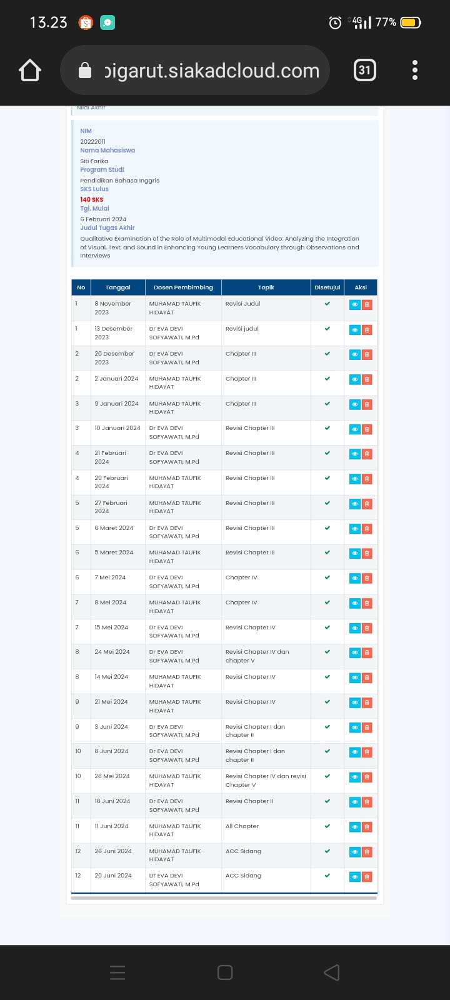 13.23
4G
77%
oigarut.siakadcloud.com
31
Nilai Akhir
NIM
20222011
Nama Mahasiswa
Siti Farika
Program Studi
Pendidikan Bahasa Inggris
SKS Lulus
140 SKS
Tgl. Mulai
6 Februari 2024
Judul Tugas Akhir
Qualitative Examination of the Role of Multimodal Educational Video: Analyzing the Integration
of Visual, Text, and Sound in Enhancing Young Learners Vocabulary through Observations and
Interviews
No Tanggal Dosen Pembimbing Topik Disetujui Aksi
1 8 November MUHAMAD TAUFIK Revisi Judul
2023 HIDAYAT
1 13 Desember Dr EVA DEVI Revisi judul
2023 SOFYAWATI, M.Pd
2 20 Desember Dr EVA DEVI Chapter III
2023 SOFYAWATI, M.Pd
2 2 Januari 2024 MUHAMAD TAUFIK Chapter III
HIDAYAT
3 9 Januari 2024 MUHAMAD TAUFIK Chapter III
HIDAYAT
3 10 Januari 2024 Dr EVA DEVI Revisi Chapter III
SOFYAWATI, M.Pd
4 21 Februari Dr EVA DEVI Revisi Chapter III
2024 SOFYAWATI, M.Pd
4 20 Februari MUHAMAD TAUFIK Revisi Chapter III
2024 HIDAYAT
5 27 Februari MUHAMAD TAUFIK Revisi Chapter III
2024 HIDAYAT
5 6 Maret 2024 Dr EVA DEVI Revisi Chapter III
SOFYAWATI, M.Pd
6 5 Maret 2024 MUHAMAD TAUFIK Revisi Chapter III
HIDAYAT
6 7 Mei 2024 Dr EVA DEVI Chapter IV
SOFYAWATI, M.Pd
7 8 Mei 2024 MUHAMAD TAUFIK Chapter IV
HIDAYAT
7 15 Mei 2024 Dr EVA DEVI Revisi Chapter IV
SOFYAWATI, M.Pd
8 24 Mei 2024 Dr EVA DEVI Revisi Chapter IV dan
SOFYAWATI, M.Pd chapter V
8 14 Mei 2024 MUHAMAD TAUFIK Revisi Chapter IV
HIDAYAT
9 21 Mei 2024 MUHAMAD TAUFIK Revisi Chapter IV
HIDAYAT
9 3 Juni 2024 Dr EVA DEVI Revisi Chapter I dan
SOFYAWATI, M.Pd chapter II
10 8 Juni 2024 Dr EVA DEVI Revisi Chapter I dan
SOFYAWATI, M.Pd chapter II
10 28 Mei 2024 MUHAMAD TAUFIK Revisi Chapter IV dan revisi
HIDAYAT Chapter V
11 18 Juni 2024 Dr EVA DEVI Revisi Chapter II
SOFYAWATI, M.Pd
11 11 Juni 2024 MUHAMAD TAUFIK All Chapter
HIDAYAT
12 26 Juni 2024 MUHAMAD TAUFIK ACC Sidang
HIDAYAT
12 20 Juni 2024 Dr EVA DEVI ACC Sidang
SOFYAWATI, M.Pd